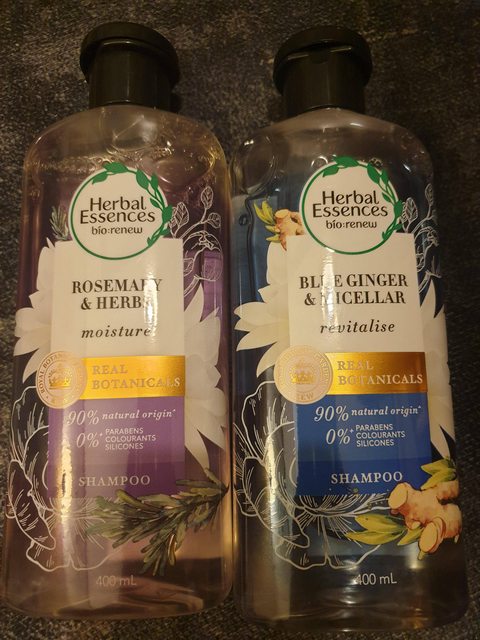 Herbal
Essences
bio:renew
ROSEMARY
& HERBS
moisture
REAL
BOTANICALS
90% natural origin^
0%+ PARABENS
COLOURANTS
SILICONES
SHAMPOO
400 mL
Herbal
Essences
bio:renew
BLUE GINGER
& MICELLAR
revitalise
REAL
BOTANICALS
90% natural origin^
0%+ PARABENS
COLOURANTS
SILICONES
SHAMPOO
400 mL